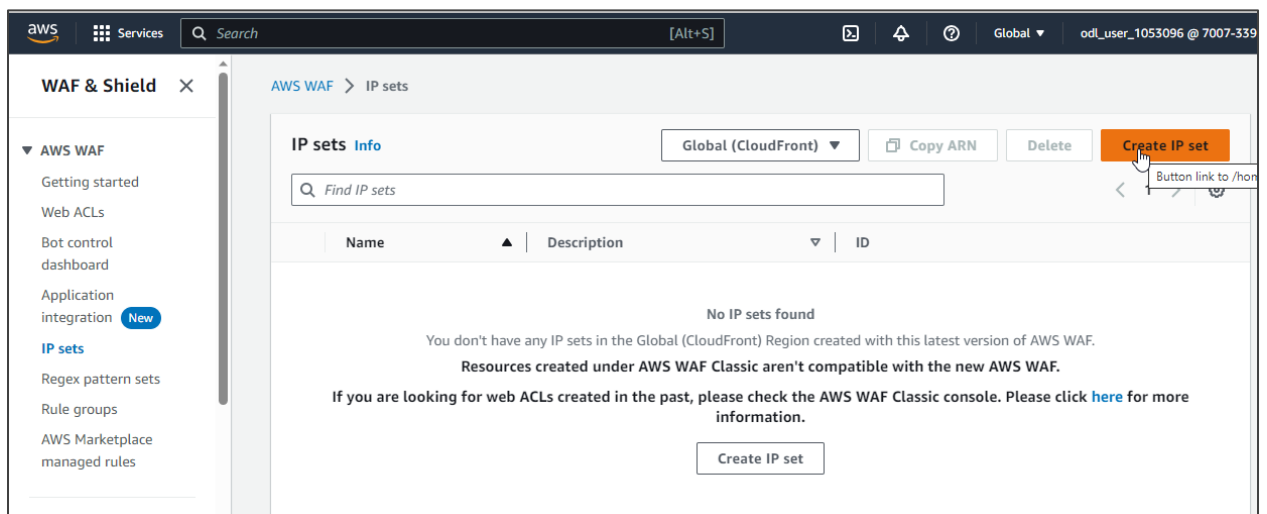 aws
Services
Search
[Alt+S]
Global
odl_user_1053096 @ 7007-339
WAF & Shield
AWS WAF
Getting started
Web ACLs
Bot control
dashboard
Application
integration New
IP sets
Regex pattern sets
Rule groups
AWS Marketplace
managed rules
AWS WAF > IP sets
IP sets Info
Global (CloudFront)
Copy ARN
Delete
Create IP set
Button link to /hom
Find IP sets
1
Name
Description
ID
No IP sets found
You don't have any IP sets in the Global (CloudFront) Region created with this latest version of AWS WAF.
Resources created under AWS WAF Classic aren't compatible with the new AWS WAF.
If you are looking for web ACLs created in the past, please check the AWS WAF Classic console. Please click here for more
information.
Create IP set